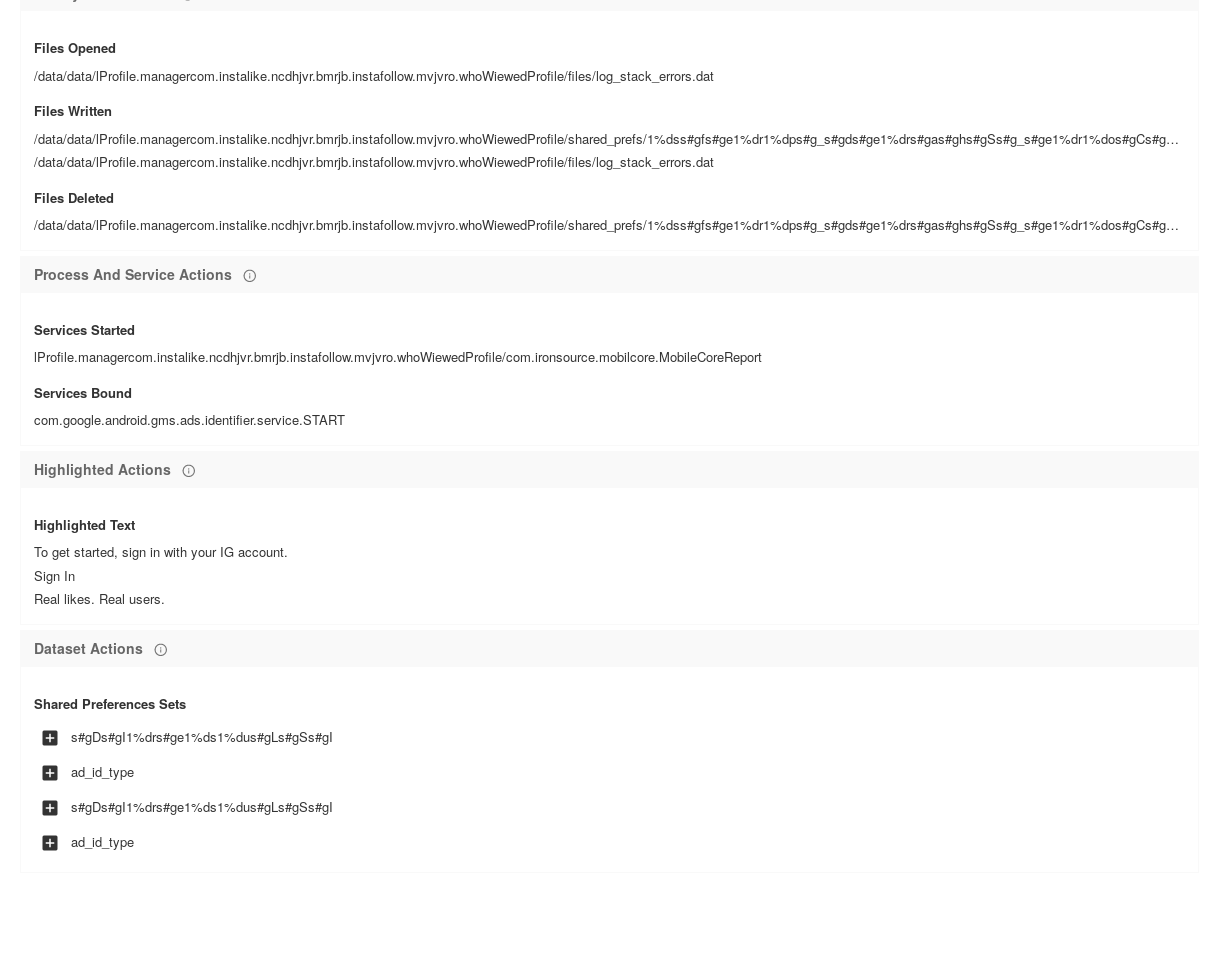 Files Opened
/data/data/lProfile.managercom.instalike.ncdhjvr.bmrjb.instafollow.mvjvro.whoWiewedProfile/files/log_stack_errors.dat
Files Written
/data/data/lProfile.managercom.instalike.ncdhjvr.bmrjb.instafollow.mvjvro.whoWiewedProfile/shared_prefs/1%dss#gfs#ge1%dr1%dps#g_s#gds#ge1%drs#gas#ghs#gSs#g_s#ge1%dr1%dos#gCs#g...
/data/data/lProfile.managercom.instalike.ncdhjvr.bmrjb.instafollow.mvjvro.whoWiewedProfile/files/log_stack_errors.dat
Files Deleted
/data/data/lProfile.managercom.instalike.ncdhjvr.bmrjb.instafollow.mvjvro.whoWiewedProfile/shared_prefs/1%dss#gfs#ge1%dr1%dps#g_s#gds#ge1%drs#gas#ghs#gSs#g_s#ge1%dr1%dos#gCs#g...
Process And Service Actions
Services Started
lProfile.managercom.instalike.ncdhjvr.bmrjb.instafollow.mvjvro.whoWiewedProfile/com.ironsource.mobilcore.MobileCoreReport
Services Bound
com.google.android.gms.ads.identifier.service.START
Highlighted Actions
Highlighted Text
To get started, sign in with your IG account.
Sign In
Real likes. Real users.
Dataset Actions
Shared Preferences Sets
s#gDs#gI1%drs#ge1%ds1%dus#gLs#gSs#gI
ad_id_type
s#gDs#gI1%drs#ge1%ds1%dus#gLs#gSs#gI
ad_id_type